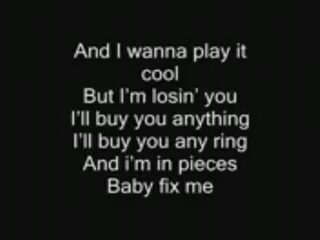 And I wanna play it
cool
But I'm losin' you
I'll buy you anything
I'll buy you any ring
And i'm in pieces
Baby fix me